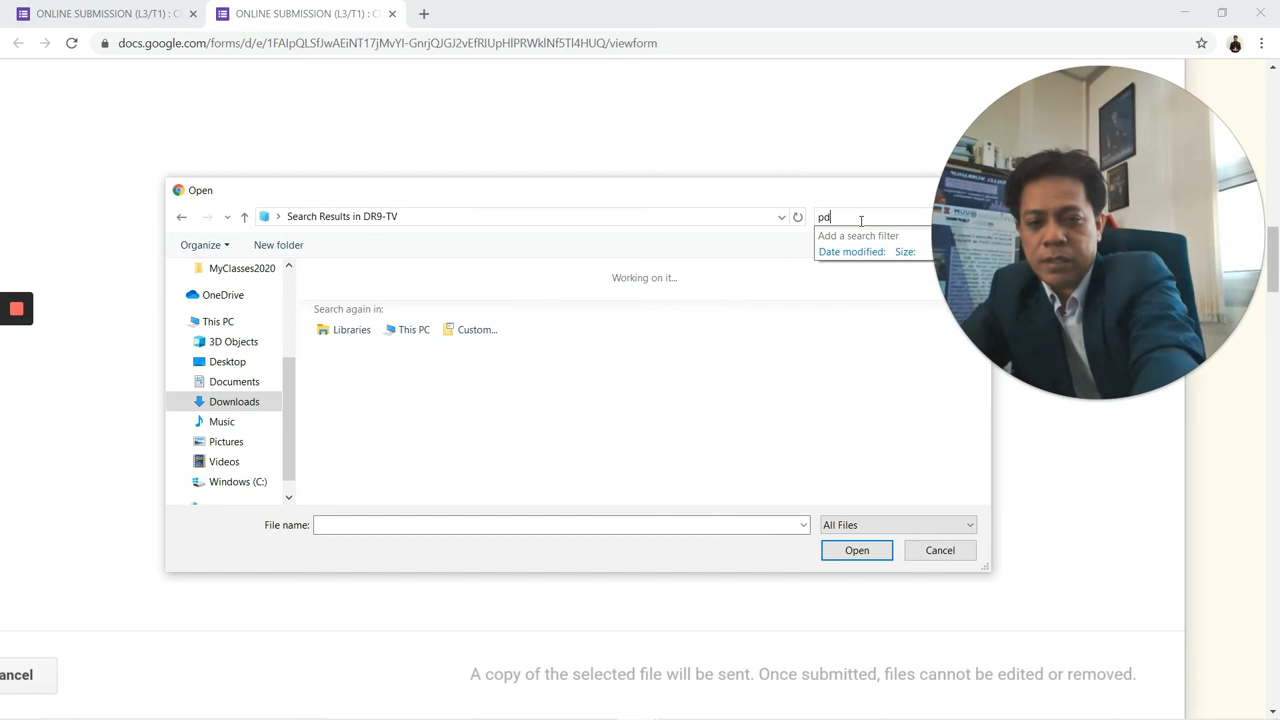 ONLINE SUBMISSION (L3/T1) : C
ONLINE SUBMISSION (L3/T1) : C
docs.google.com/forms/d/e/1FAIpQLSfJwAEiNT17jMvYI-GnrjQJGJ2vEfRIUpHlPRWklNf5Tl4HUQ/viewform
Open
Search Results in DR9-TV
pd
Organize
New folder
Add a search filter
Date modified: Size:
MyClasses2020
Working on it...
OneDrive
Search again in:
This PC
Libraries
This PC
Custom...
3D Objects
Desktop
Documents
Downloads
Music
Pictures
Videos
Windows (C:)
File name:
All Files
Open
Cancel
ancel
A copy of the selected file will be sent. Once submitted, files cannot be edited or removed.